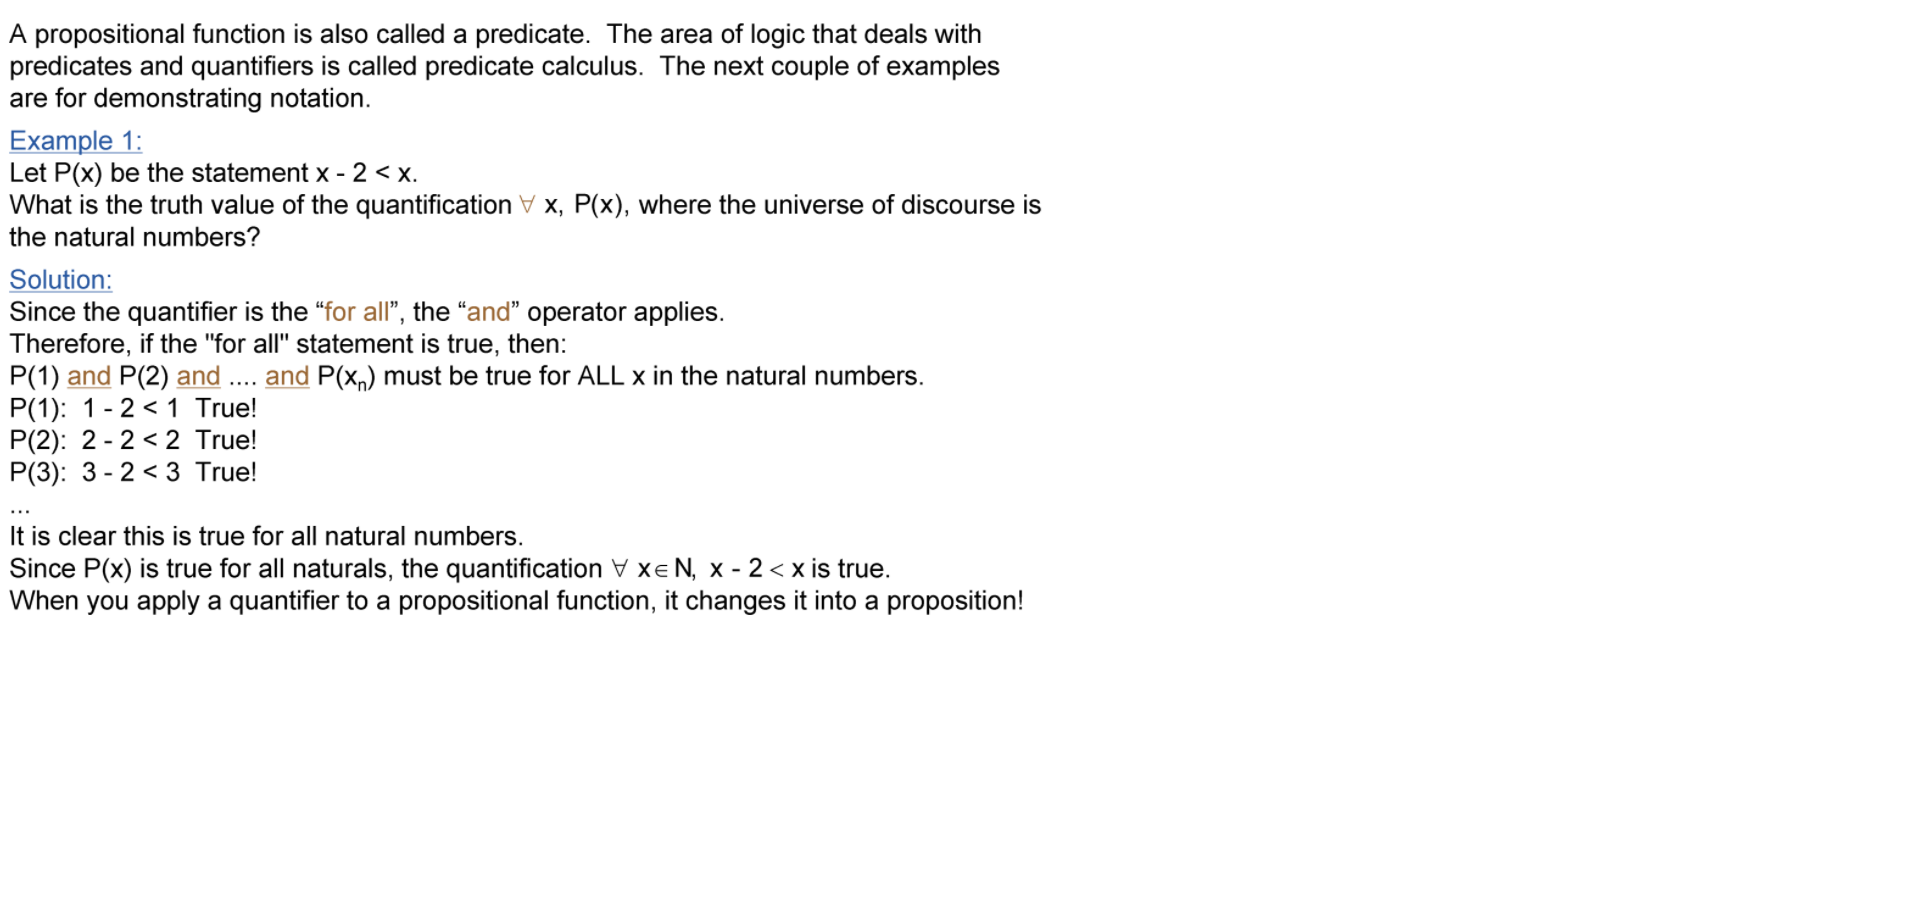 A propositional function is also called a predicate.  The area of logic that deals with
predicates and quantifiers is called predicate calculus.  The next couple of examples
are for demonstrating notation.
Example 1:
Let P(x) be the statement x - 2 < x.
What is the truth value of the quantification ∀ x, P(x), where the universe of discourse is
the natural numbers?
Solution:
Since the quantifier is the “for all”, the “and” operator applies.
Therefore, if the "for all" statement is true, then:
P(1) and P(2) and .... and P(xₙ) must be true for ALL x in the natural numbers.
P(1):  1 - 2 < 1  True!
P(2):  2 - 2 < 2  True!
P(3):  3 - 2 < 3  True!
...
It is clear this is true for all natural numbers.
Since P(x) is true for all naturals, the quantification ∀ x∈ N, x - 2 < x is true.
When you apply a quantifier to a propositional function, it changes it into a proposition!